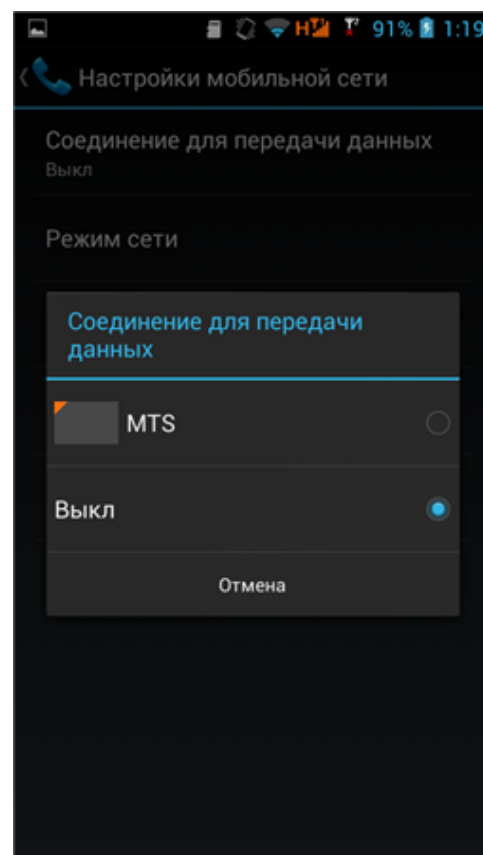 91% 1:19
Настройки мобильной сети
Соединение для передачи данных
Выкл
Режим сети
Соединение для передачи
данных
MTS
Выкл
Отмена